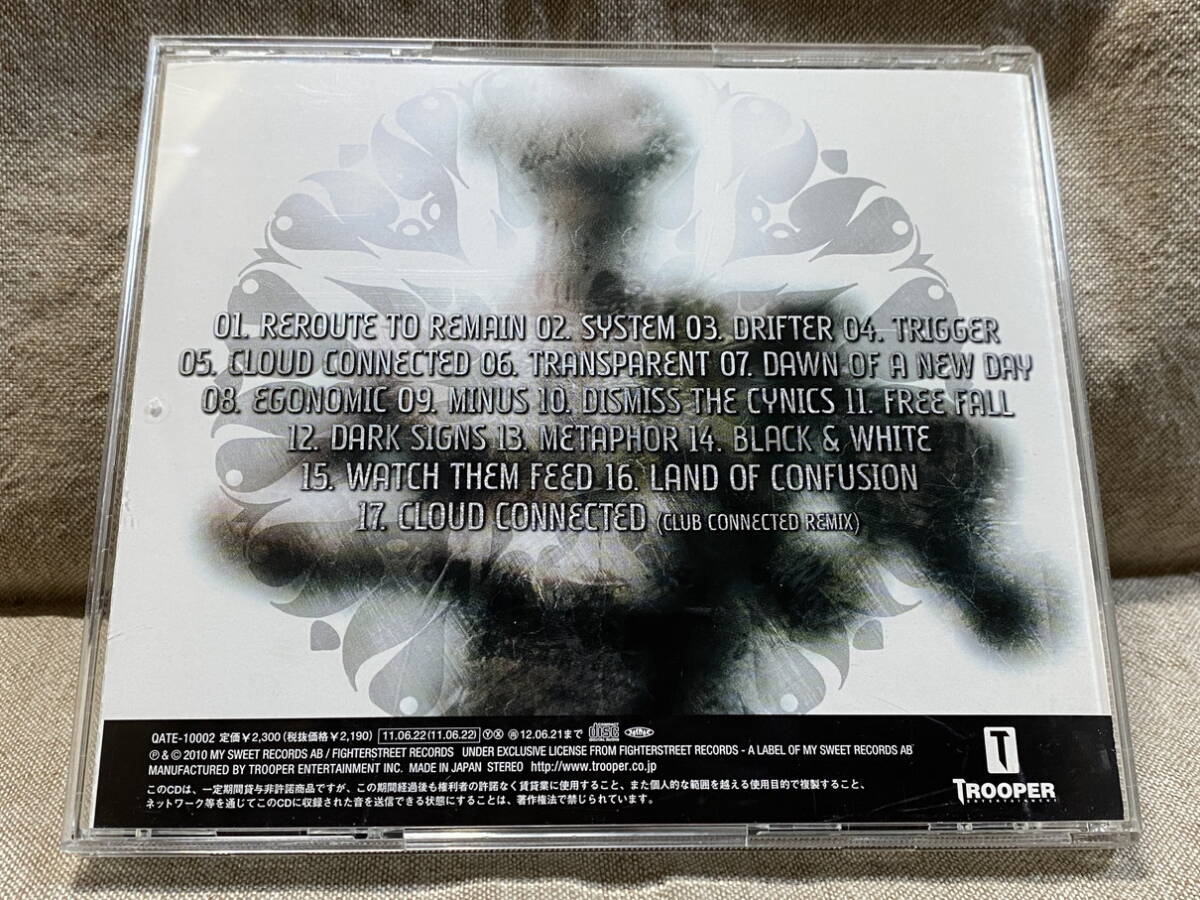 01. REROUTE TO REMAIN 02. SYSTEM 03. DRIFTER 04. TRIGGER
05. CLOUD CONNECTED 06. TRANSPARENT 07. DAWN OF A NEW DAY
08. EGONOMIC 09. MINUS 10. DISMISS THE CYNICS 11. FREE FALL
12. DARK SIGNS 13. METAPHOR 14. BLACK & WHITE
15. WATCH THEM FEED 16. LAND OF CONFUSION
17. CLOUD CONNECTED (CLUB CONNECTED REMIX)
QATE-10002 定価¥2,300(税抜価格¥2,190) 11.06.22(11.06.22) Ⓨ Ⓧ 12.06.21まで COMPACT disc DIGITAL AUDIO
℗ & © 2010 MY SWEET RECORDS AB / FIGHTERSTREET RECORDS UNDER EXCLUSIVE LICENSE FROM FIGHTERSTREET RECORDS - A LABEL OF MY SWEET RECORDS AB
MANUFACTURED BY TROOPER ENTERTAINMENT INC. MADE IN JAPAN STEREO http://www.trooper.co.jp
このCDは、一定期間貸与非許諾商品ですが、この期間経過後も権利者の許諾なく賃貸業に使用すること、また個人的な範囲を越える使用目的で複製すること、
ネットワーク等を通じてこのCDに収録された音を送信できる状態にすることは、著作権法で禁じられています。
T
TROOPER
ENTERTAINMENT